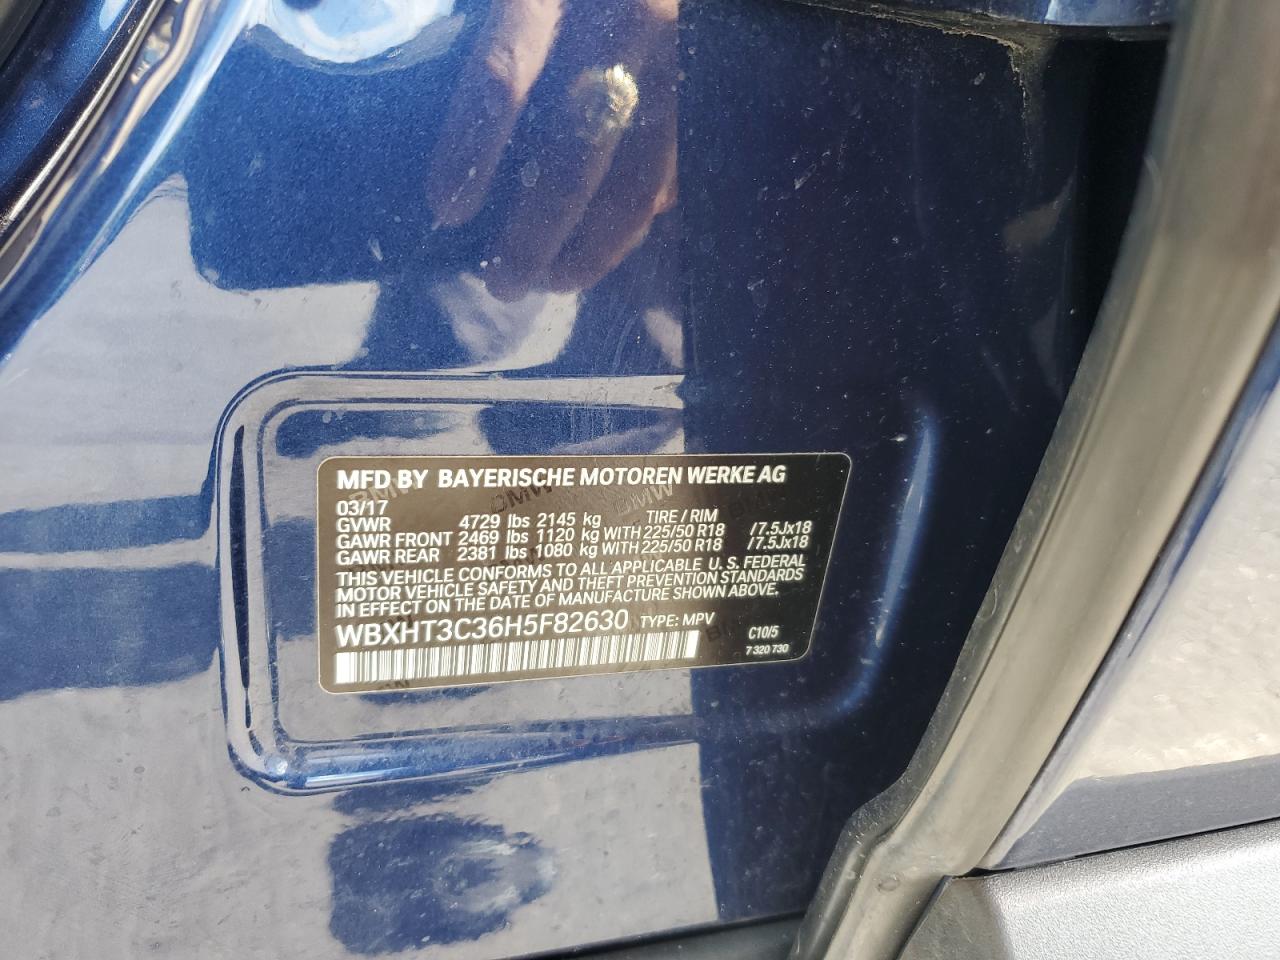 MFD BY BAYERISCHE MOTOREN WERKE AG
03/17
GVWR 4729 lbs 2145 kg TIRE / RIM
GAWR FRONT 2469 lbs 1120 kg WITH 225/50 R18 /7.5Jx18
GAWR REAR 2381 lbs 1080 kg WITH 225/50 R18 /7.5Jx18
THIS VEHICLE CONFORMS TO ALL APPLICABLE U. S. FEDERAL
MOTOR VEHICLE SAFETY AND THEFT PREVENTION STANDARDS
IN EFFECT ON THE DATE OF MANUFACTURE SHOWN ABOVE.
WBXHT3C36H5F82630 TYPE: MPV
C10/5
7 320 730
BMW BMW BMW